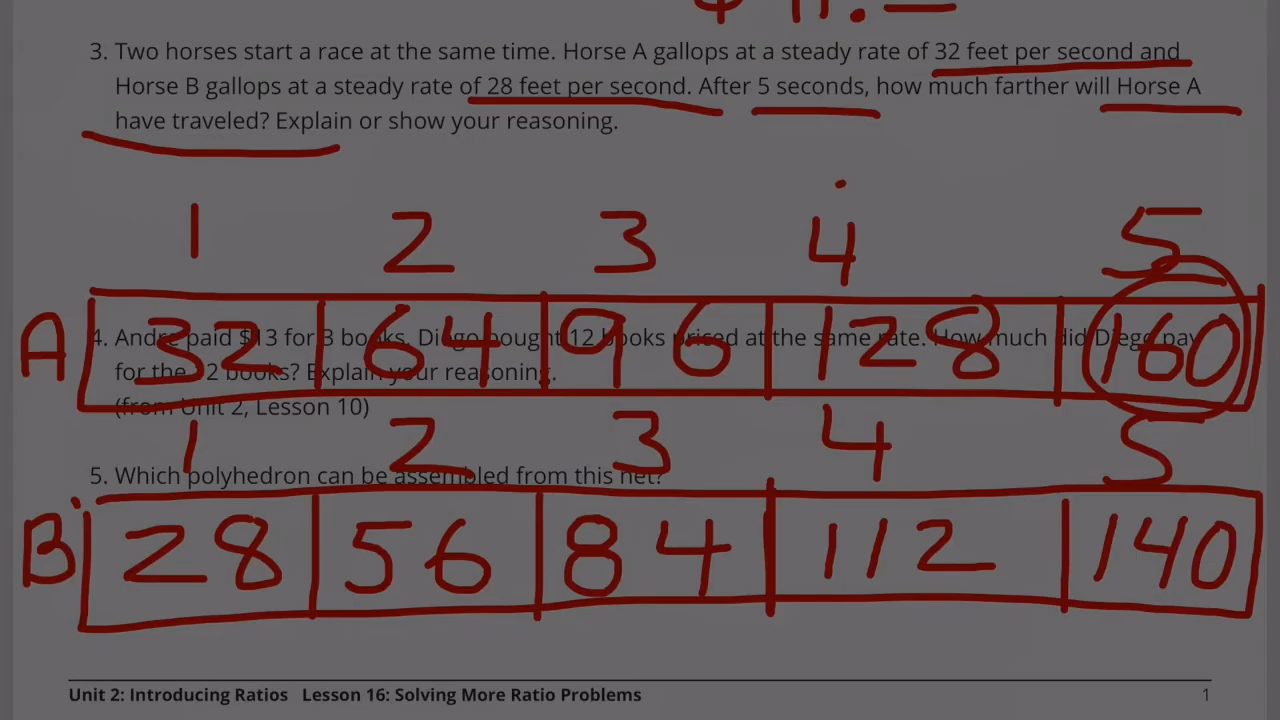 $ 11.
3. Two horses start a race at the same time. Horse A gallops at a steady rate of 32 feet per second and
Horse B gallops at a steady rate of 28 feet per second. After 5 seconds, how much farther will Horse A
have traveled? Explain or show your reasoning.
1 2 3 4 5
A 32 64 96 128 160
4. Andre paid $13 for 3 books. Diego bought 12 books priced at the same rate. How much did Diego pay
for the 12 books? Explain your reasoning.
(from Unit 2, Lesson 10)
1 2 3 4 5
5. Which polyhedron can be assembled from this net?
B 28 56 84 112 140
Unit 2: Introducing Ratios Lesson 16: Solving More Ratio Problems 1